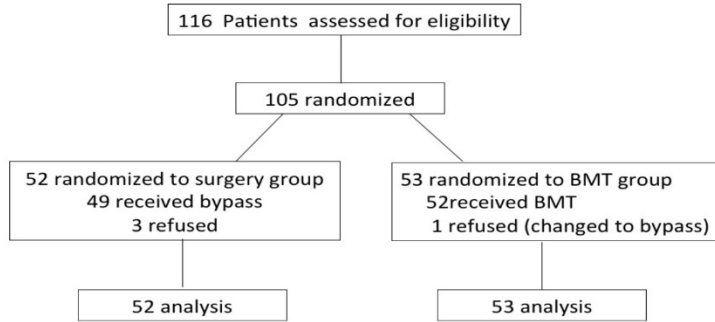 116 Patients assessed for eligibility
105 randomized
52 randomized to surgery group
49 received bypass
3 refused
53 randomized to BMT group
52received BMT
1 refused (changed to bypass)
52 analysis
53 analysis